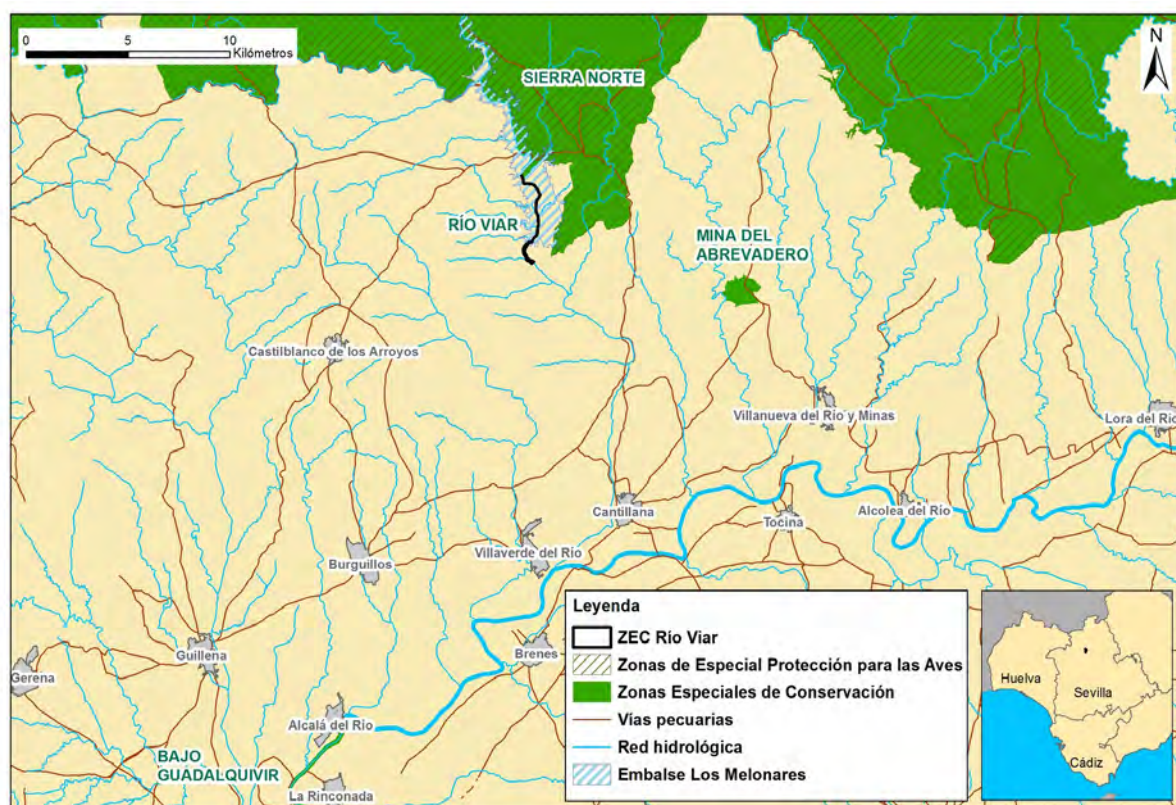 0 5 10
Kilómetros
N
SIERRA NORTE
RÍO VIAR
MINA DEL
ABREVADERO
Castilblanco de los Arroyos
Villanueva del Río y Minas
Lora del Río
Cantillana
Tocina
Alcolea del Río
Villaverde del Río
Burguillos
Guillena
Gerena
Brenes
Alcalá del Río
BAJO
GUADALQUIVIR
La Rinconada
Leyenda
ZEC Río Viar
Zonas de Especial Protección para las Aves
Zonas Especiales de Conservación
Vías pecuarias
Red hidrológica
Embalse Los Melonares
Huelva
Sevilla
Cádiz